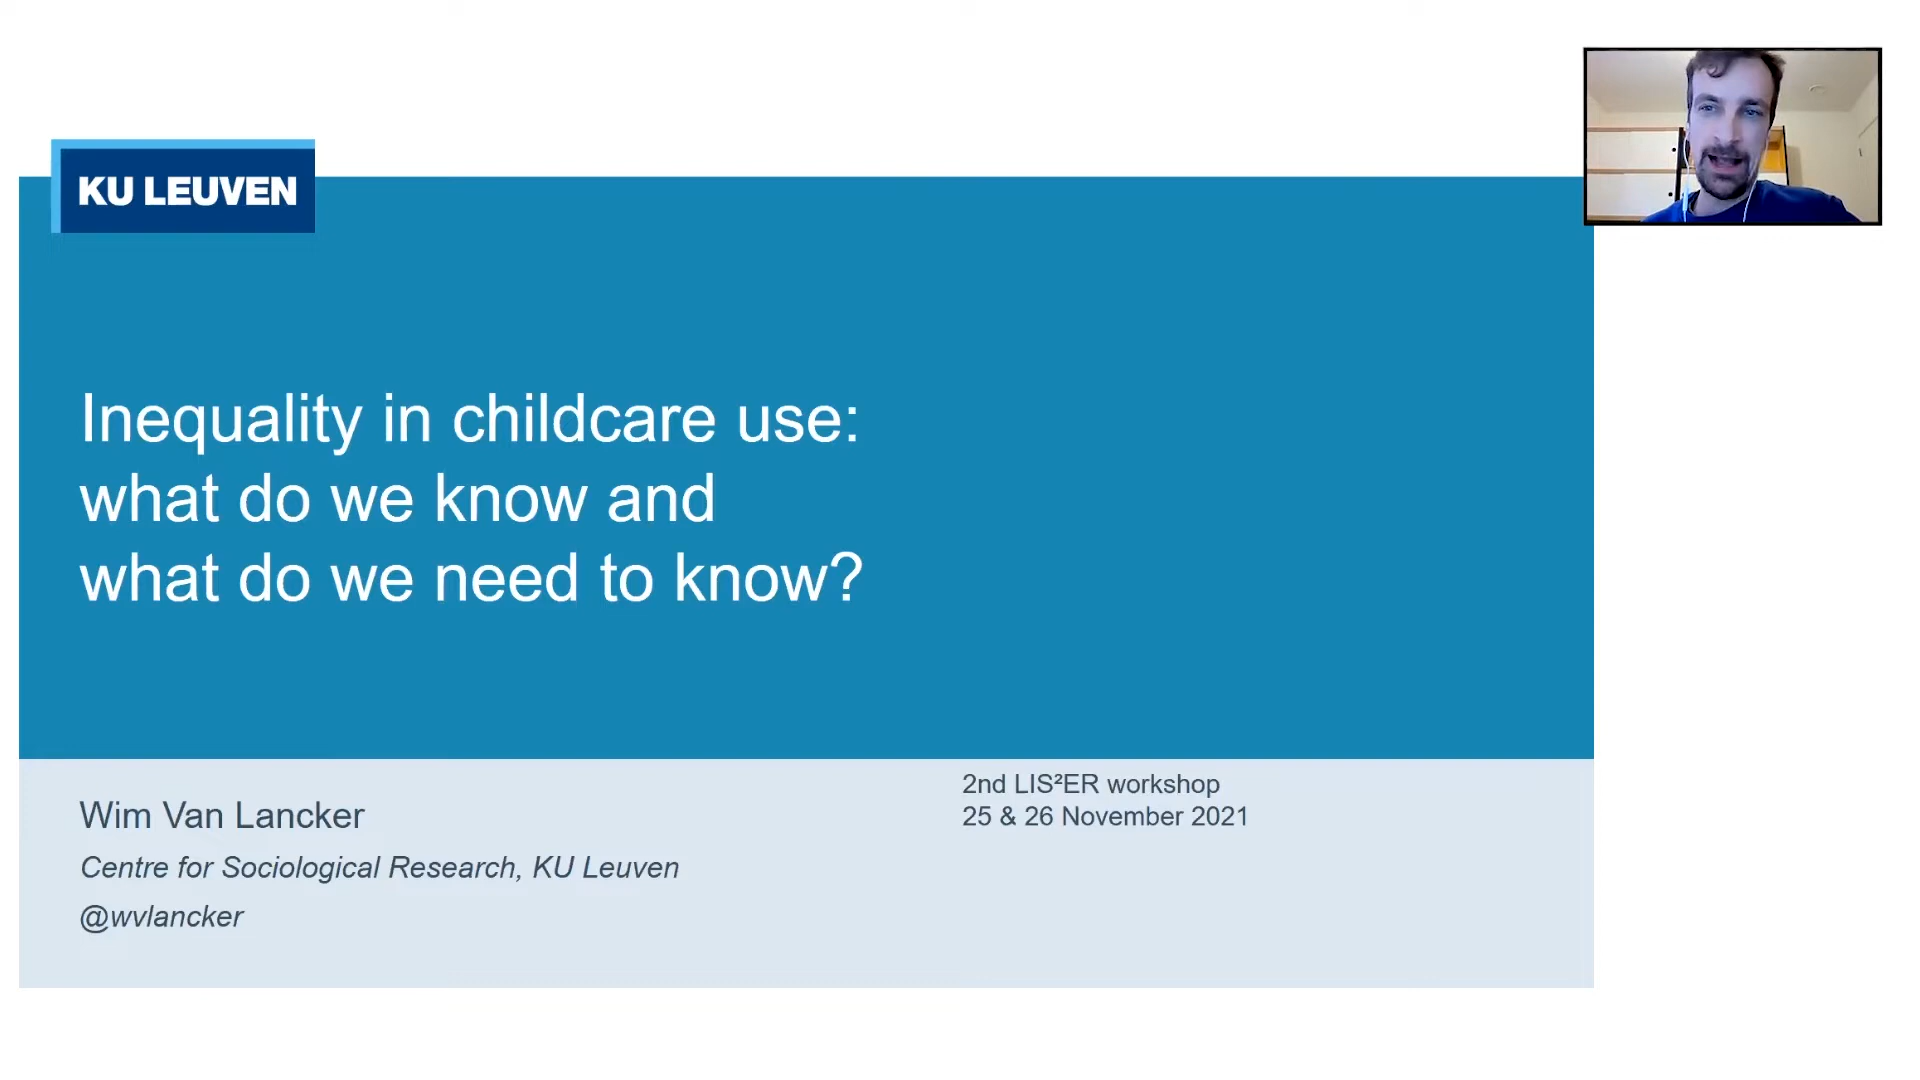 KU LEUVEN
Inequality in childcare use:
what do we know and
what do we need to know?
Wim Van Lancker
Centre for Sociological Research, KU Leuven
@wvlancker
2nd LIS²ER workshop
25 & 26 November 2021